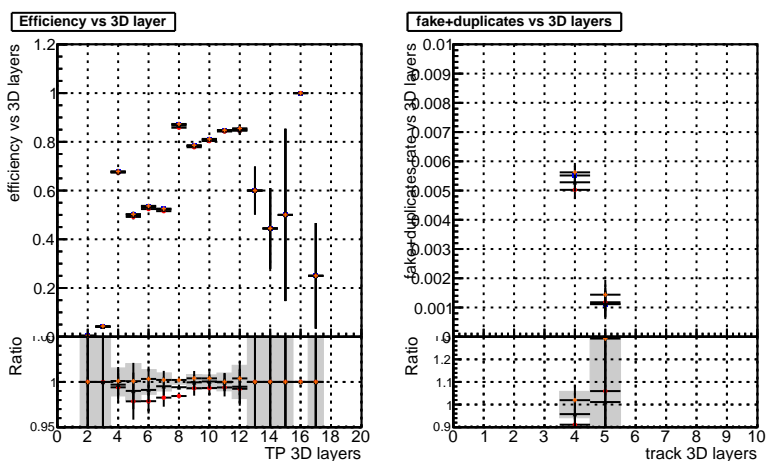 Efficiency vs 3D layer
efficiency vs 3D layers
1.2
1
0.8
0.6
0.4
0.2
0
Ratio
1
0.95
0 2 4 6 8 10 12 14 16 18 20
TP 3D layers
fake+duplicates vs 3D layers
fake+duplicates rate vs 3D layers
0.01
0.009
0.008
0.007
0.006
0.005
0.004
0.002
0.001
0
Ratio
1.2
1.1
1
0.9
0 1 2 3 4 5 6 7 8 9 10
track 3D layers